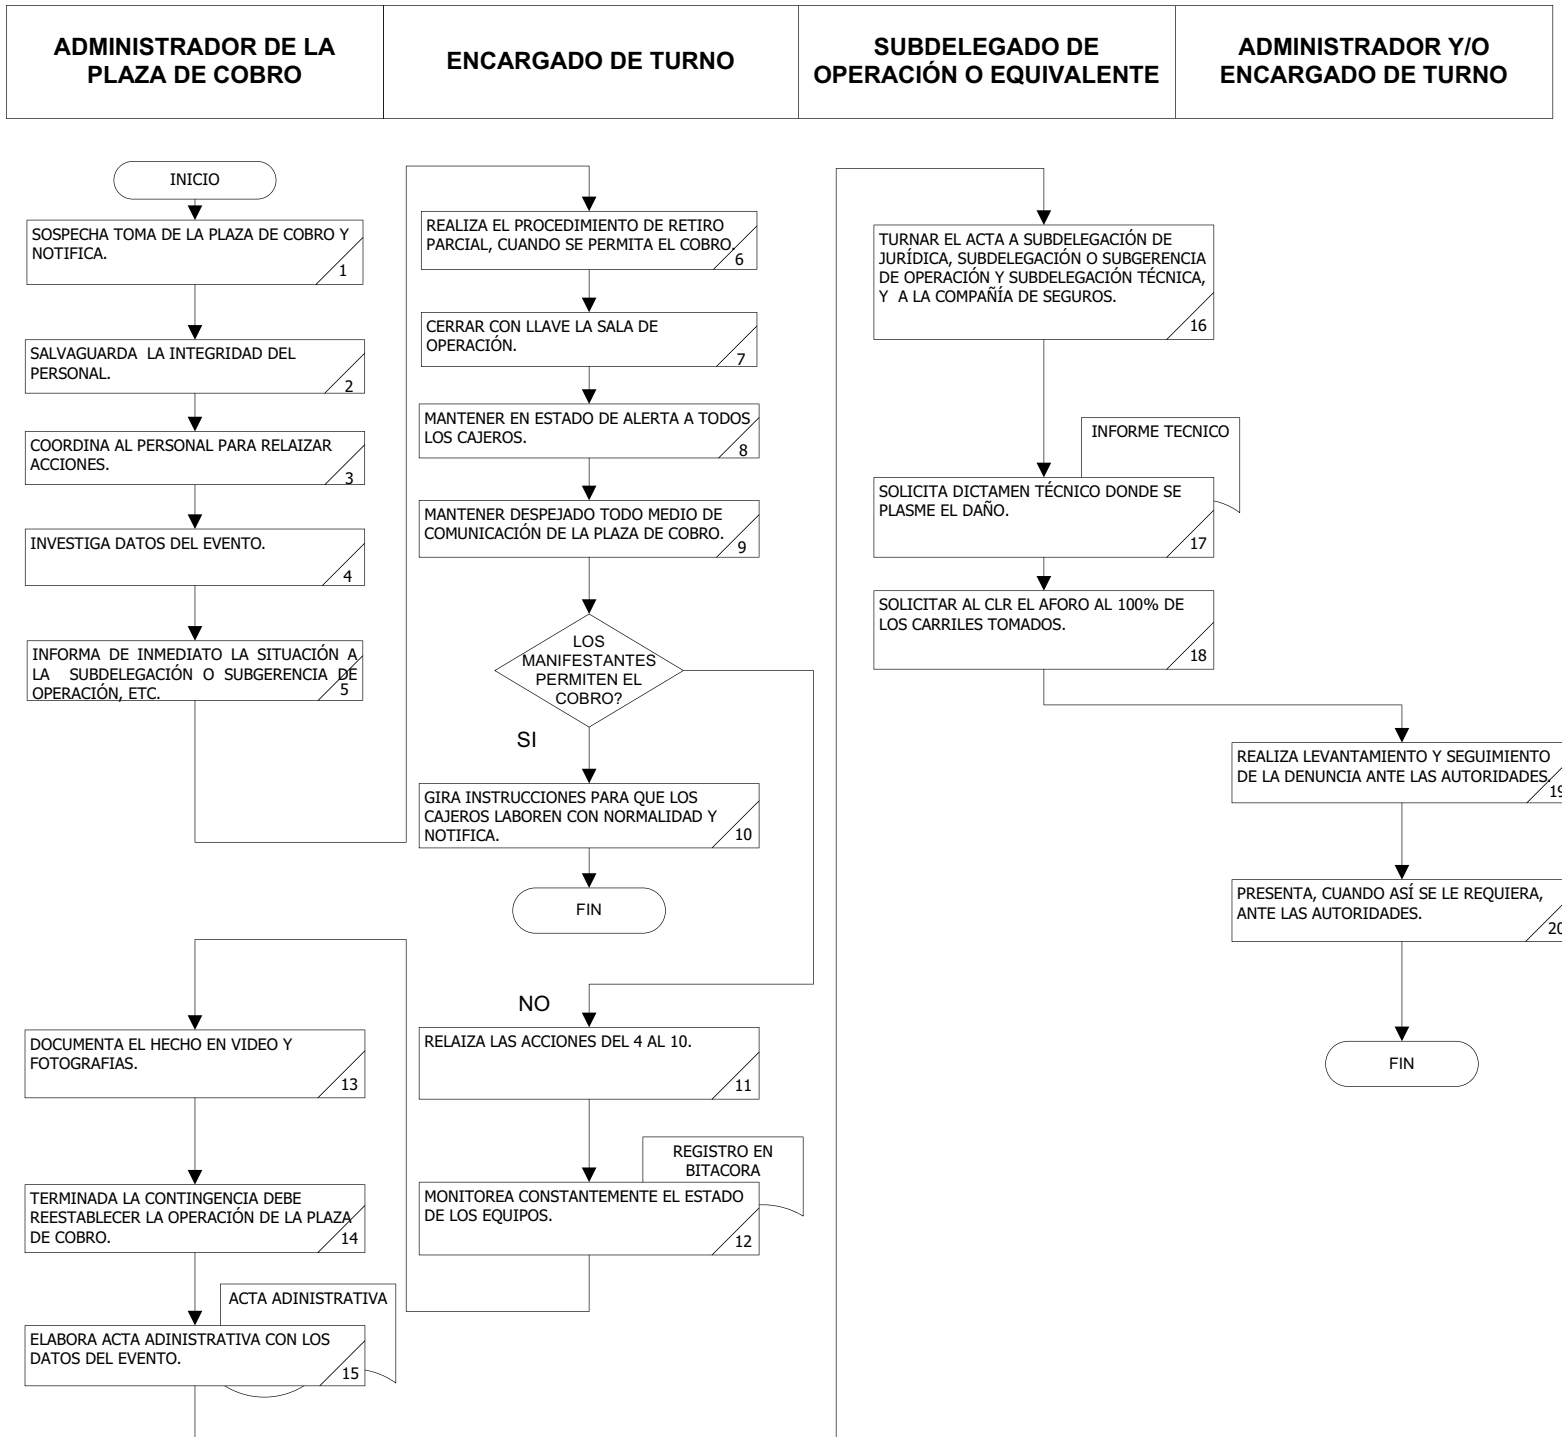 ADMINISTRADOR DE LA
PLAZA DE COBRO
ENCARGADO DE TURNO
SUBDELEGADO DE
OPERACIÓN O EQUIVALENTE
ADMINISTRADOR Y/O
ENCARGADO DE TURNO
INICIO
SOSPECHA TOMA DE LA PLAZA DE COBRO Y
NOTIFICA.
1
SALVAGUARDA LA INTEGRIDAD DEL
PERSONAL.
2
COORDINA AL PERSONAL PARA RELAIZAR
ACCIONES.
3
INVESTIGA DATOS DEL EVENTO.
4
INFORMA DE INMEDIATO LA SITUACIÓN A
LA SUBDELEGACIÓN O SUBGERENCIA DE
OPERACIÓN, ETC.
5
REALIZA EL PROCEDIMIENTO DE RETIRO
PARCIAL, CUANDO SE PERMITA EL COBRO.
6
CERRAR CON LLAVE LA SALA DE
OPERACIÓN.
7
MANTENER EN ESTADO DE ALERTA A TODOS
LOS CAJEROS.
8
MANTENER DESPEJADO TODO MEDIO DE
COMUNICACIÓN DE LA PLAZA DE COBRO.
9
LOS
MANIFESTANTES
PERMITEN EL
COBRO?
SI
GIRA INSTRUCCIONES PARA QUE LOS
CAJEROS LABOREN CON NORMALIDAD Y
NOTIFICA.
10
FIN
NO
RELAIZA LAS ACCIONES DEL 4 AL 10.
11
REGISTRO EN
BITACORA
MONITOREA CONSTANTEMENTE EL ESTADO
DE LOS EQUIPOS.
12
DOCUMENTA EL HECHO EN VIDEO Y
FOTOGRAFIAS.
13
TERMINADA LA CONTINGENCIA DEBE
REESTABLECER LA OPERACIÓN DE LA PLAZA
DE COBRO.
14
ACTA ADINISTRATIVA
ELABORA ACTA ADINISTRATIVA CON LOS
DATOS DEL EVENTO.
15
TURNAR EL ACTA A SUBDELEGACIÓN DE
JURÍDICA, SUBDELEGACIÓN O SUBGERENCIA
DE OPERACIÓN Y SUBDELEGACIÓN TÉCNICA,
Y A LA COMPAÑÍA DE SEGUROS.
16
INFORME TECNICO
SOLICITA DICTAMEN TÉCNICO DONDE SE
PLASME EL DAÑO.
17
SOLICITAR AL CLR EL AFORO AL 100% DE
LOS CARRILES TOMADOS.
18
REALIZA LEVANTAMIENTO Y SEGUIMIENTO
DE LA DENUNCIA ANTE LAS AUTORIDADES.
19
PRESENTA, CUANDO ASÍ SE LE REQUIERA,
ANTE LAS AUTORIDADES.
20
FIN